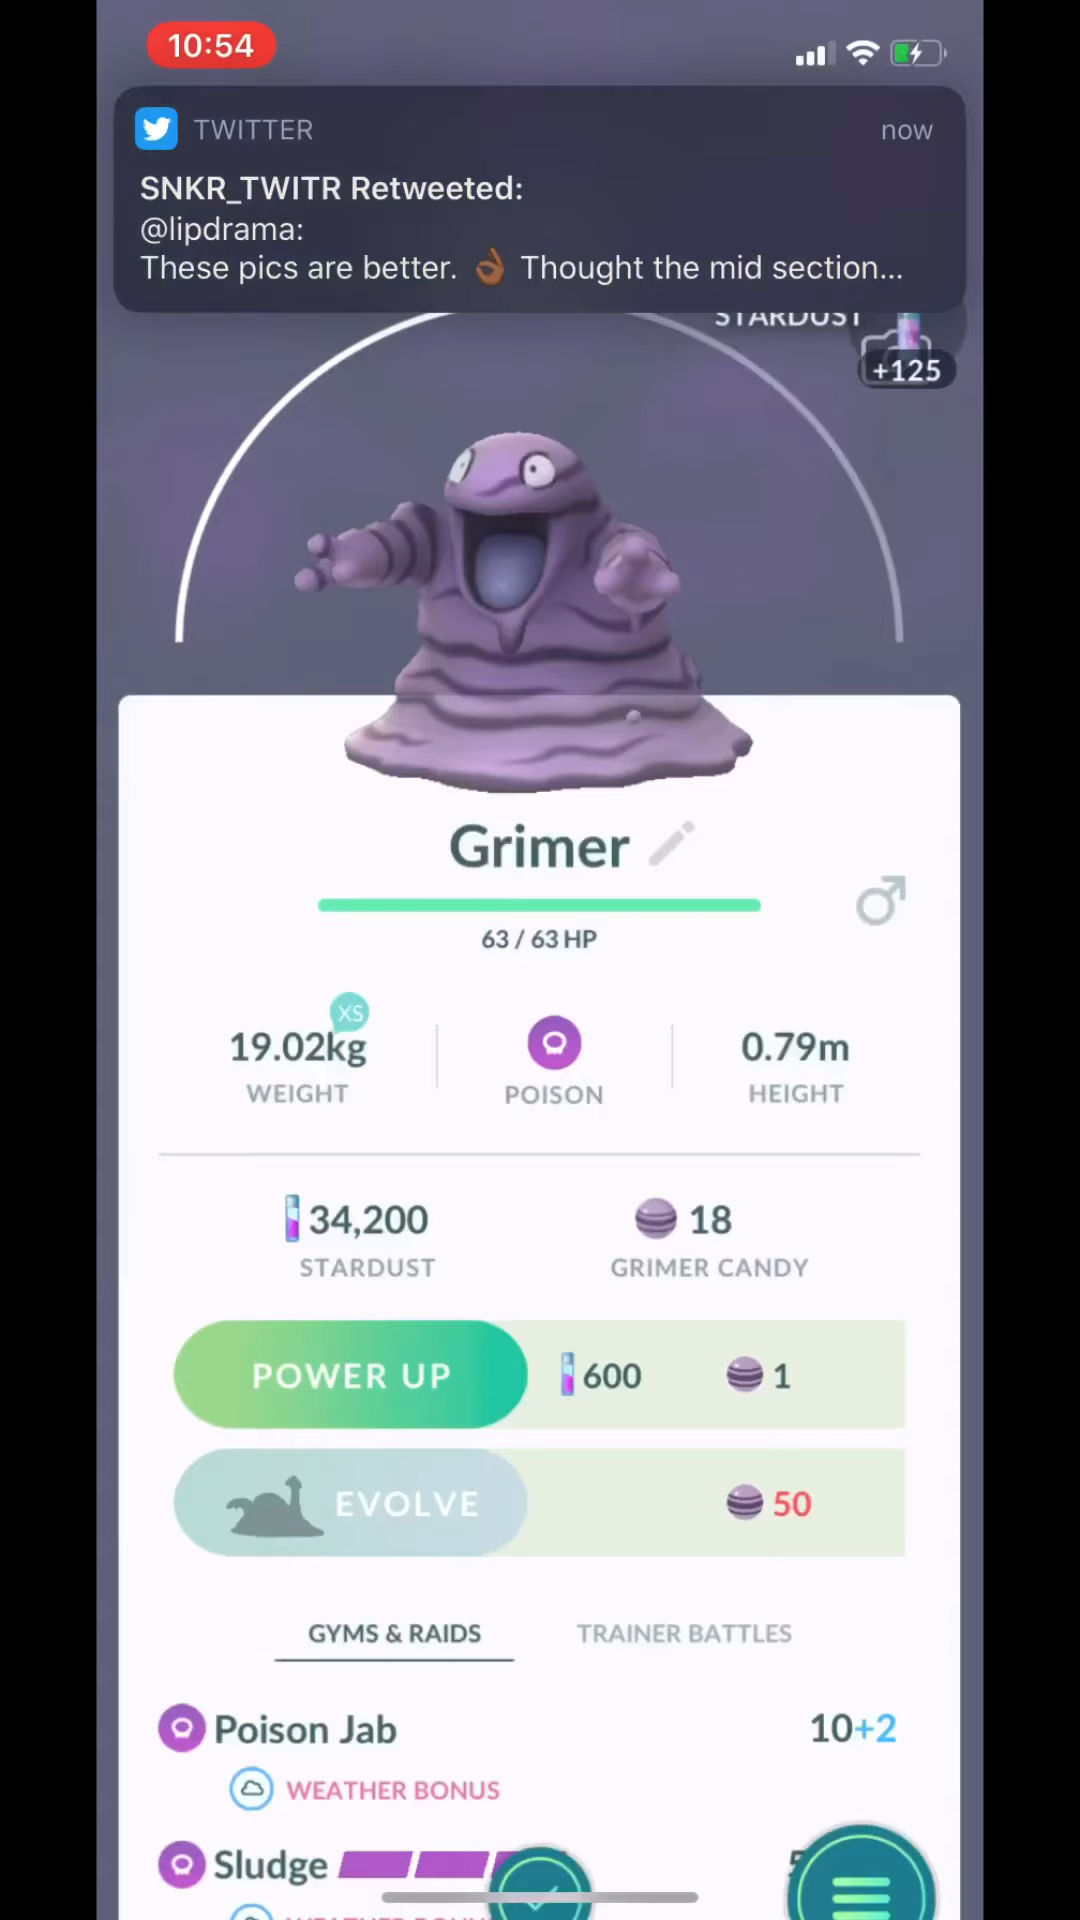 10:54
TWITTER now
SNKR_TWITR Retweeted:
@lipdrama:
These pics are better. 👌🏾 Thought the mid section...
STARDUST
+125
Grimer
63 / 63 HP
XS
19.02kg
WEIGHT
POISON
0.79m
HEIGHT
34,200
STARDUST
18
GRIMER CANDY
POWER UP 600 1
EVOLVE 50
GYMS & RAIDS TRAINER BATTLES
Poison Jab 10+2
WEATHER BONUS
Sludge